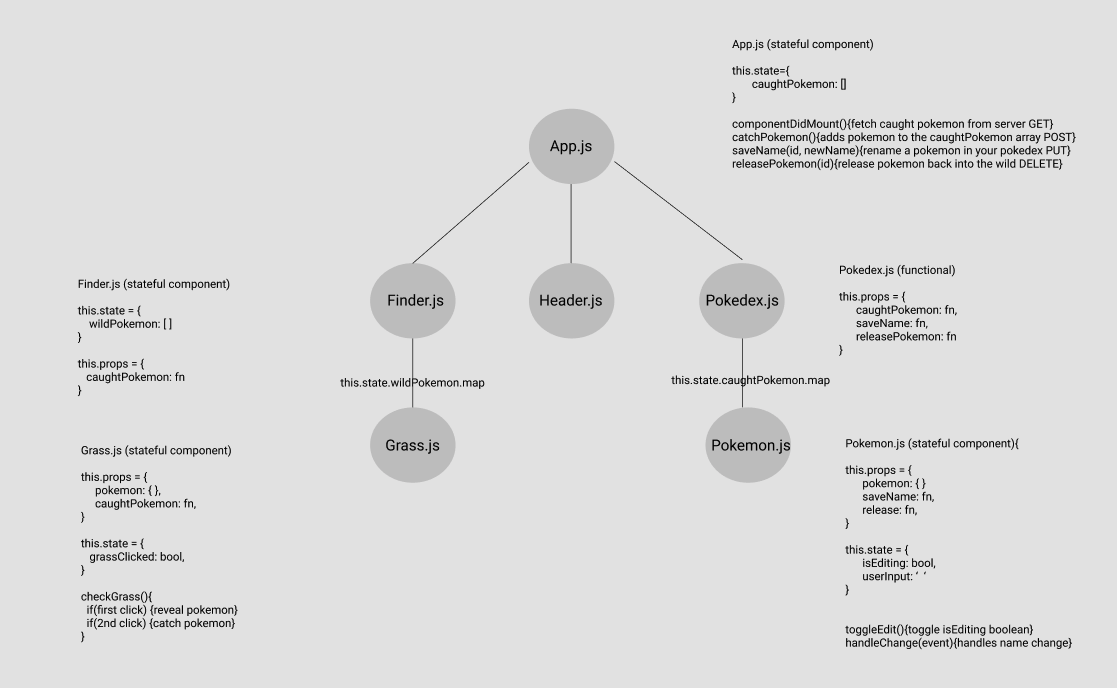 App.js (stateful component)
this.state={
caughtPokemon: []
}
componentDidMount(){fetch caught pokemon from server GET}
catchPokemon(){adds pokemon to the caughtPokemon array POST}
saveName(id, newName){rename a pokemon in your pokedex PUT}
releasePokemon(id){release pokemon back into the wild DELETE}
App.js
Finder.js (stateful component)
this.state = {
wildPokemon: [ ]
}
this.props = {
caughtPokemon: fn
}
Finder.js
Header.js
Pokedex.js
Pokedex.js (functional)
this.props = {
caughtPokemon: fn,
saveName: fn,
releasePokemon: fn
}
this.state.wildPokemon.map
this.state.caughtPokemon.map
Grass.js (stateful component)
this.props = {
pokemon: { },
caughtPokemon: fn,
}
this.state = {
grassClicked: bool,
}
checkGrass(){
if(first click) {reveal pokemon}
if(2nd click) {catch pokemon}
}
Grass.js
Pokemon.js
Pokemon.js (stateful component){
this.props = {
pokemon: { }
saveName: fn,
release: fn,
}
this.state = {
isEditing: bool,
userInput: ‘ ‘
}
toggleEdit(){toggle isEditing boolean}
handleChange(event){handles name change}